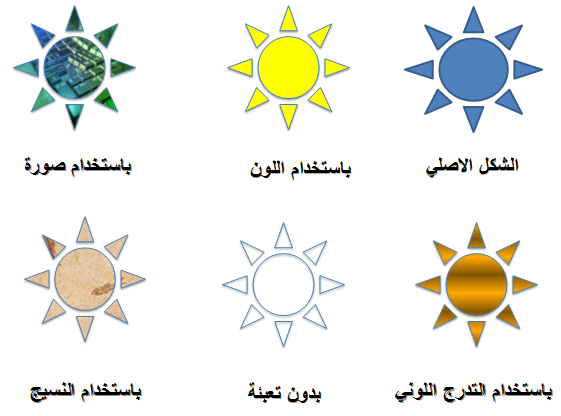 الشكل الاصلي
باستخدام اللون
باستخدام صورة
باستخدام التدرج اللوني
بدون تعبئة
باستخدام النسيج